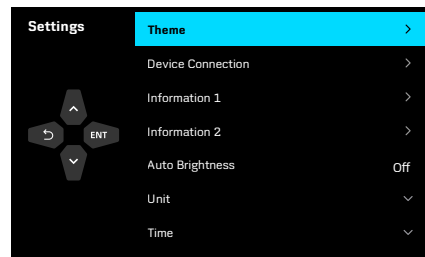 Settings
Theme
Device Connection
Information 1
Information 2
Auto Brightness Off
Unit
Time
ENT